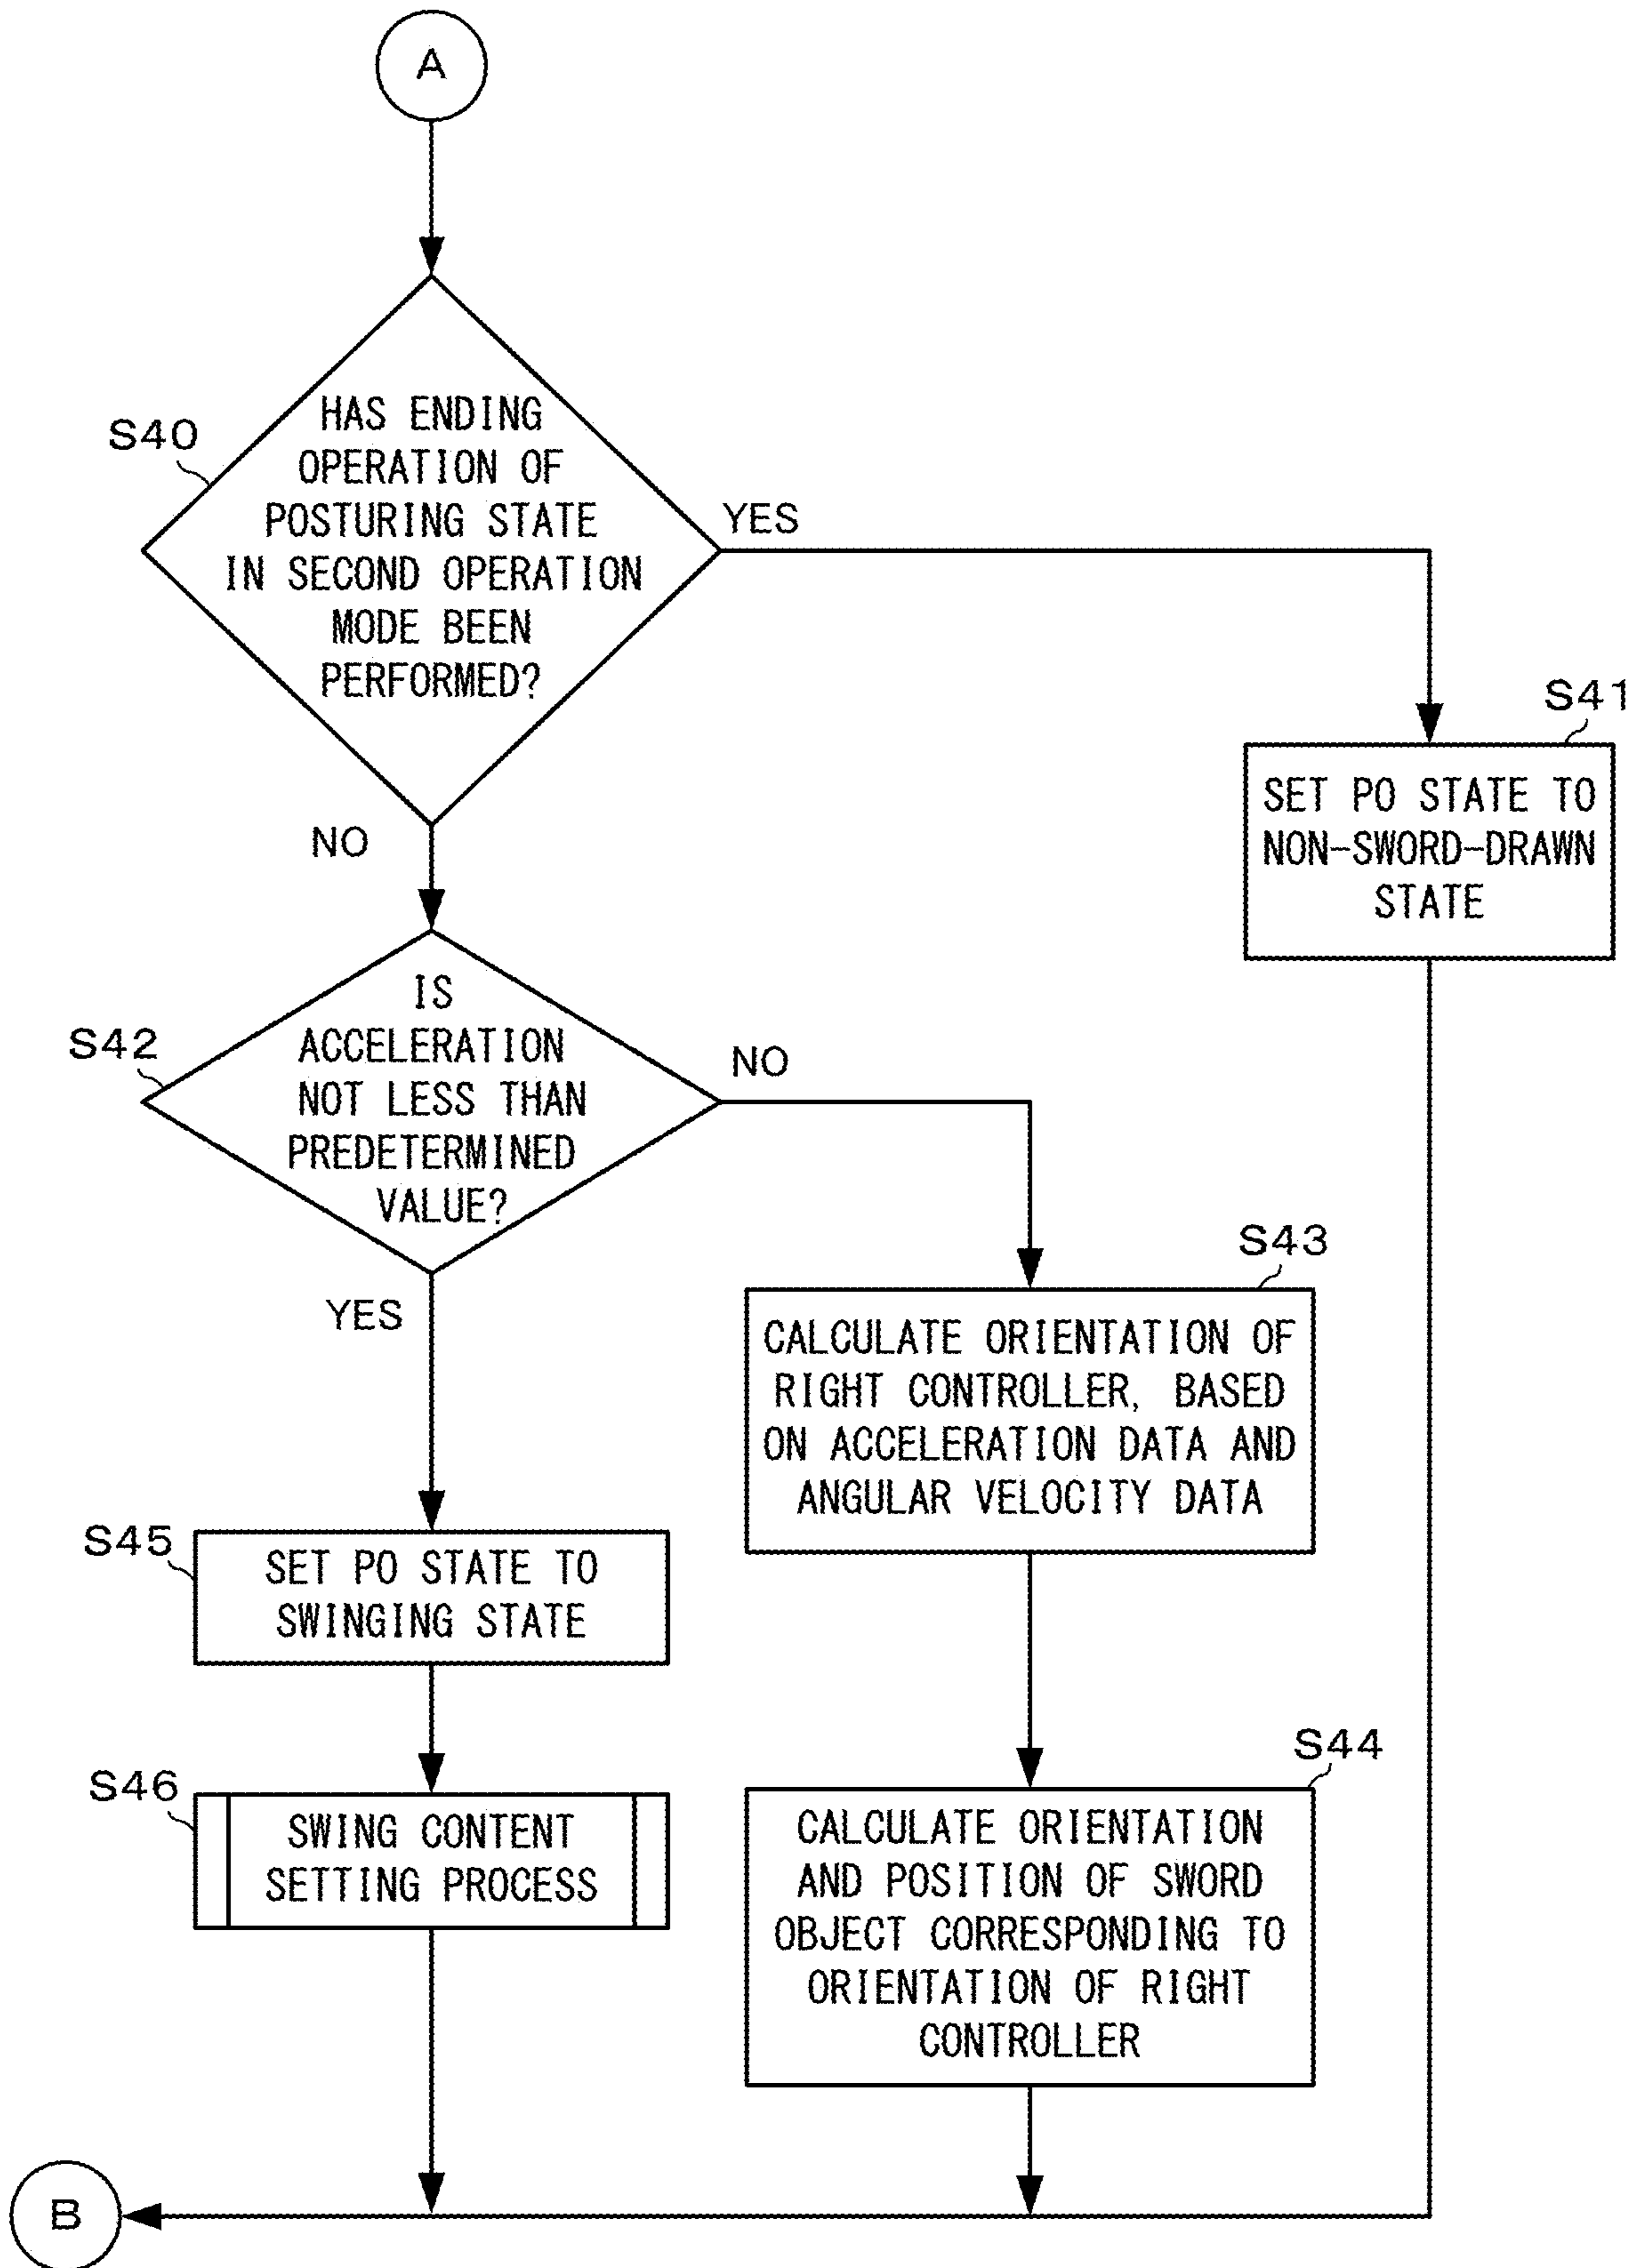 A
S40
HAS ENDING
OPERATION OF
POSTURING STATE
IN SECOND OPERATION
MODE BEEN
PERFORMED?
YES
NO
S41
SET PO STATE TO
NON-SWORD-DRAWN
STATE
S42
IS
ACCELERATION
NOT LESS THAN
PREDETERMINED
VALUE?
NO
YES
S43
CALCULATE ORIENTATION OF
RIGHT CONTROLLER, BASED
ON ACCELERATION DATA AND
ANGULAR VELOCITY DATA
S45
SET PO STATE TO
SWINGING STATE
S44
CALCULATE ORIENTATION
AND POSITION OF SWORD
OBJECT CORRESPONDING TO
ORIENTATION OF RIGHT
CONTROLLER
S46
SWING CONTENT
SETTING PROCESS
B